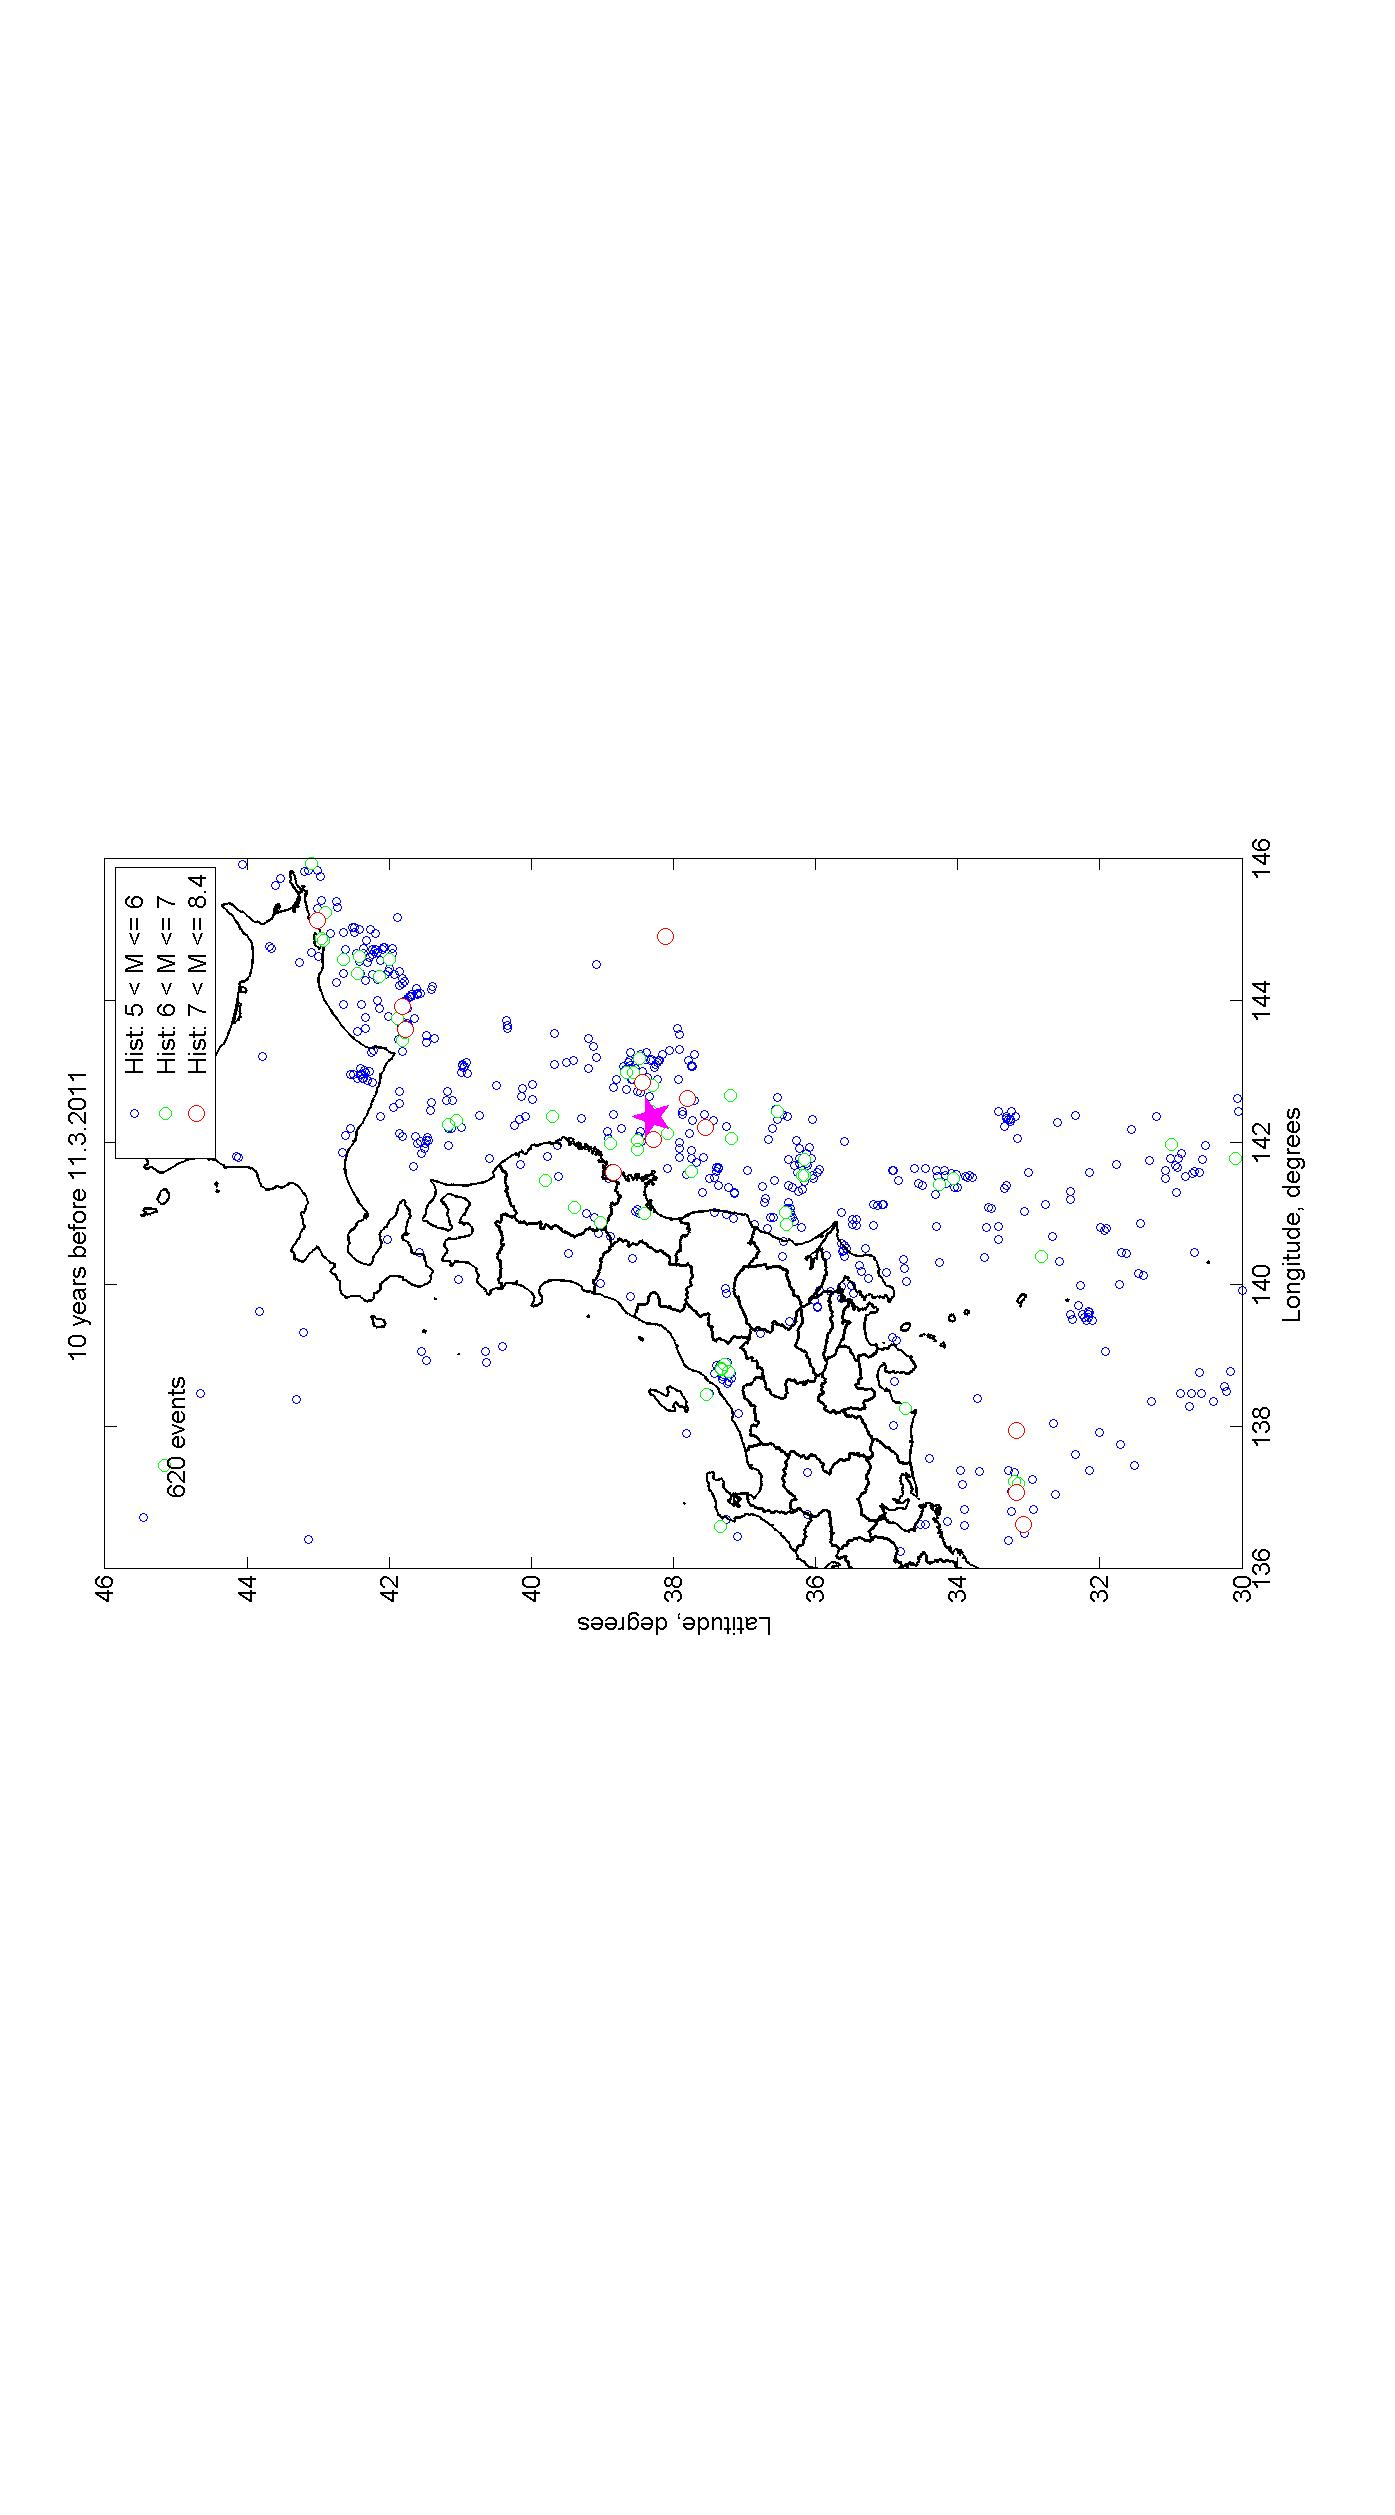 10 years before 11.3.2011
Hist: 5 < M <= 6
Hist: 6 < M <= 7
Hist: 7 < M <= 8.4
620 events
46
44
42
40
38
36
34
32
30
Latitude, degrees
136
138
140
142
144
146
Longitude, degrees